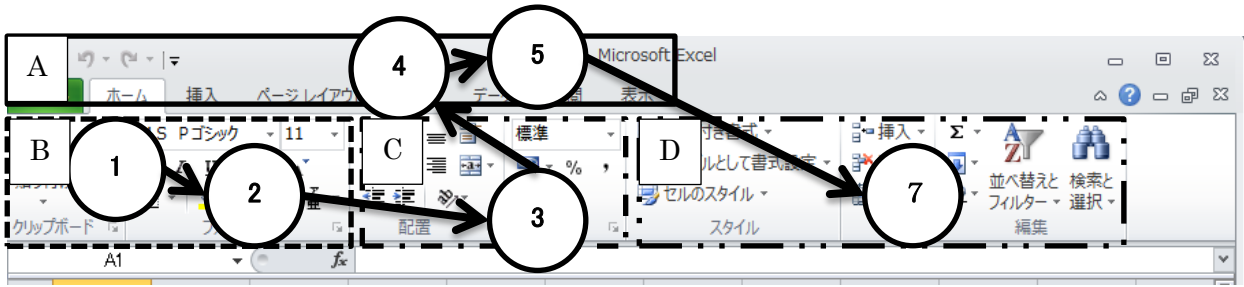 A
4
5
Microsoft Excel
ホーム 挿入 ページ レイアウ デー 表示
B
1
S Pゴシック 11
2
C
標準
%
3
D
付き書式
ルとして書式設定
セルのスタイル
挿入
7
Σ
並べ替えと
フィルター
検索と
選択
クリップボード
配置
スタイル
編集
A1
fx